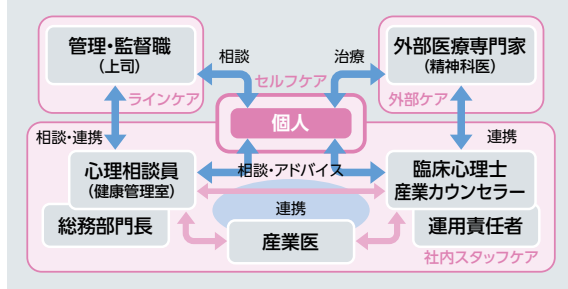 管理・監督職
（上司）
相談
治療
外部医療専門家
（精神科医）
ラインケア
セルフケア
外部ケア
個人
相談・連携
連携
心理相談員
（健康管理室）
相談・アドバイス
臨床心理士
産業カウンセラー
総務部門長
連携
産業医
運用責任者
社内スタッフケア